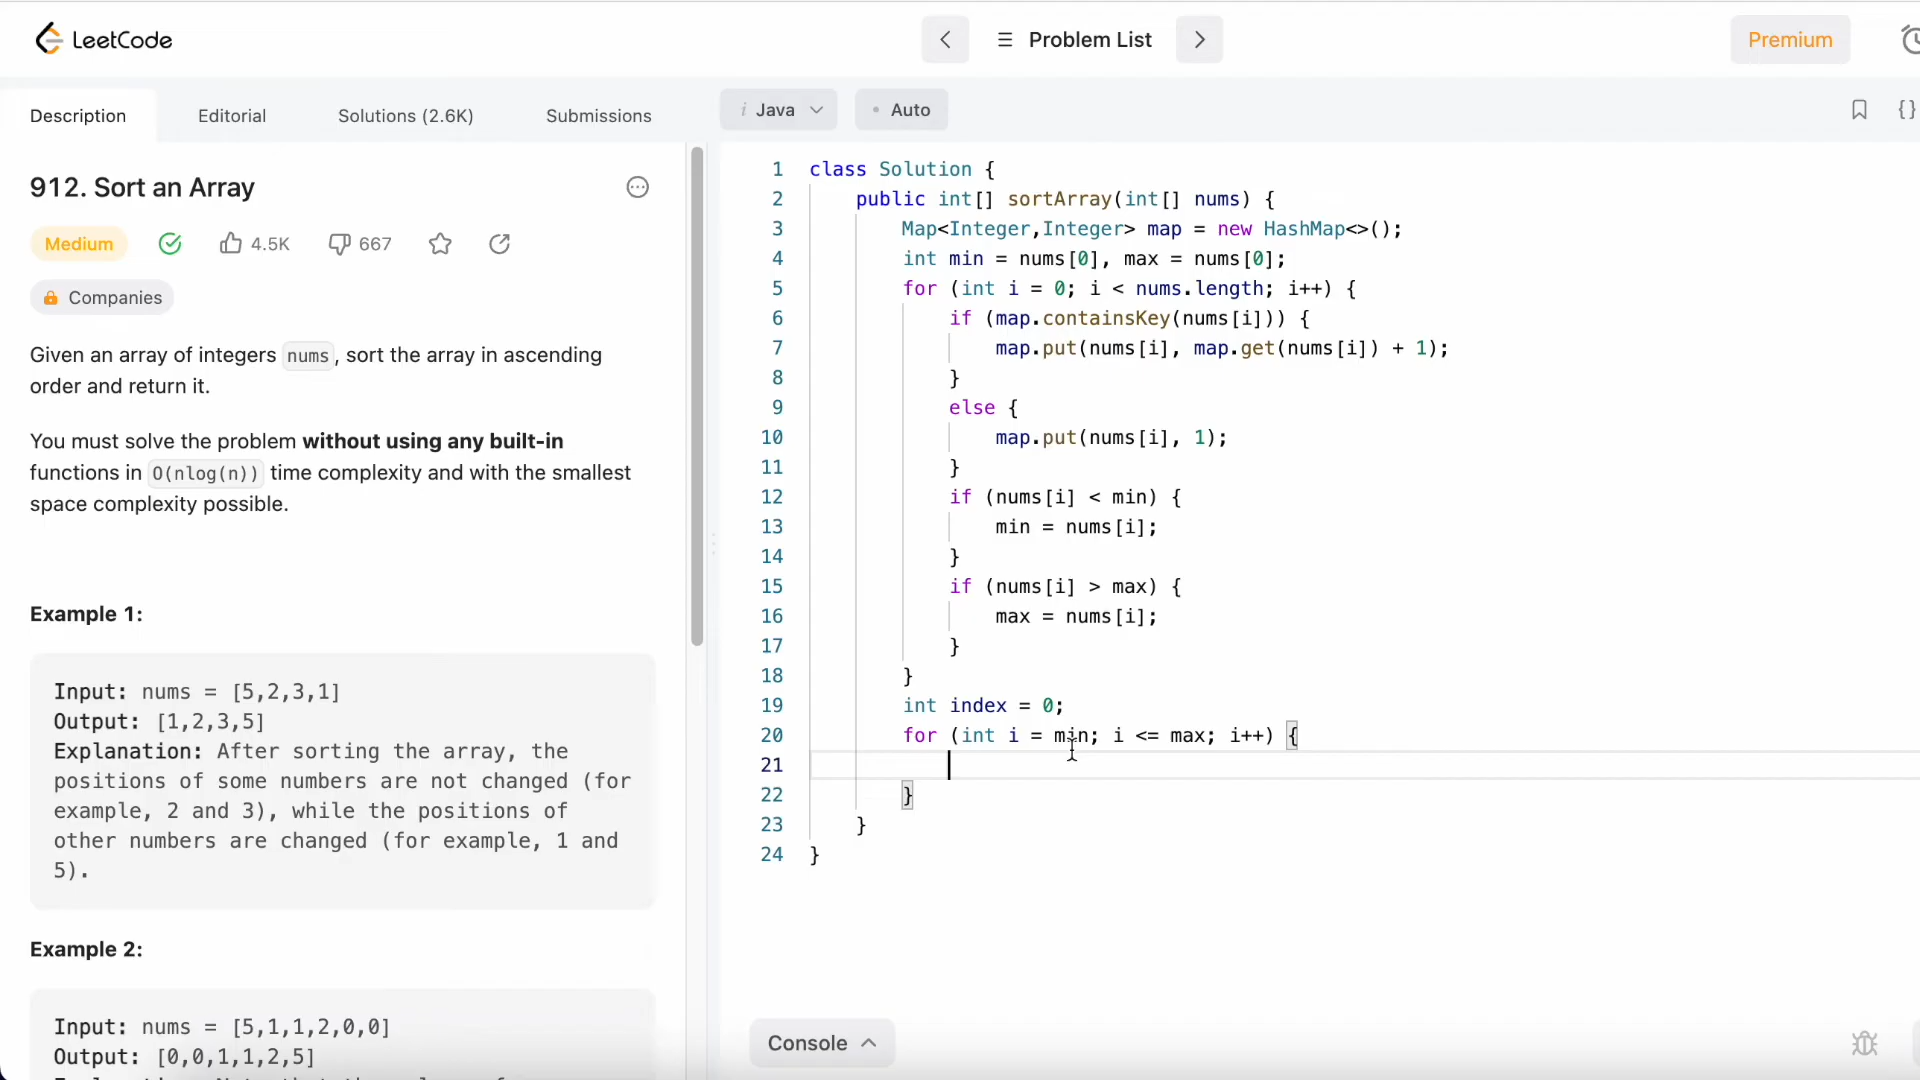 LeetCode
Problem List
Premium
Description
Editorial
Solutions (2.6K)
Submissions
912. Sort an Array
Medium
4.5K
667
Companies
Given an array of integers nums, sort the array in ascending
order and return it.
You must solve the problem without using any built-in
functions in O(nlog(n)) time complexity and with the smallest
space complexity possible.
Example 1:
Input: nums = [5,2,3,1]
Output: [1,2,3,5]
Explanation: After sorting the array, the
positions of some numbers are not changed (for
example, 2 and 3), while the positions of
other numbers are changed (for example, 1 and
5).
Example 2:
Input: nums = [5,1,1,2,0,0]
Output: [0,0,1,1,2,5]
i Java
• Auto
{}
1 class Solution {
2     public int[] sortArray(int[] nums) {
3         Map<Integer,Integer> map = new HashMap<>();
4         int min = nums[0], max = nums[0];
5         for (int i = 0; i < nums.length; i++) {
6             if (map.containsKey(nums[i])) {
7                 map.put(nums[i], map.get(nums[i]) + 1);
8             }
9             else {
10                 map.put(nums[i], 1);
11             }
12             if (nums[i] < min) {
13                 min = nums[i];
14             }
15             if (nums[i] > max) {
16                 max = nums[i];
17             }
18         }
19         int index = 0;
20         for (int i = min; i <= max; i++) {
21
22         }
23     }
24 }
Console